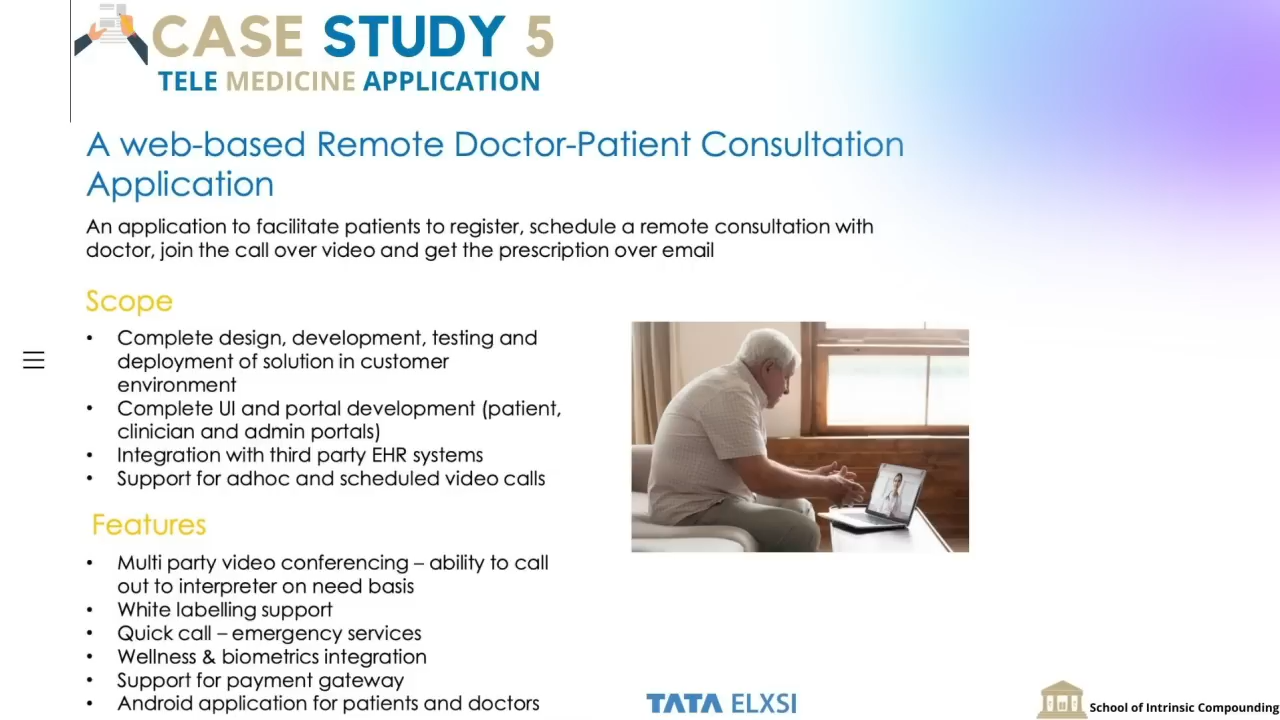 CASE STUDY 5
TELE MEDICINE APPLICATION
A web-based Remote Doctor-Patient Consultation
Application
An application to facilitate patients to register, schedule a remote consultation with
doctor, join the call over video and get the prescription over email
Scope
• Complete design, development, testing and
deployment of solution in customer
environment
• Complete UI and portal development (patient,
clinician and admin portals)
• Integration with third party EHR systems
• Support for adhoc and scheduled video calls
Features
• Multi party video conferencing – ability to call
out to interpreter on need basis
• White labelling support
• Quick call – emergency services
• Wellness & biometrics integration
• Support for payment gateway
• Android application for patients and doctors
TATA ELXSI
School of Intrinsic Compounding